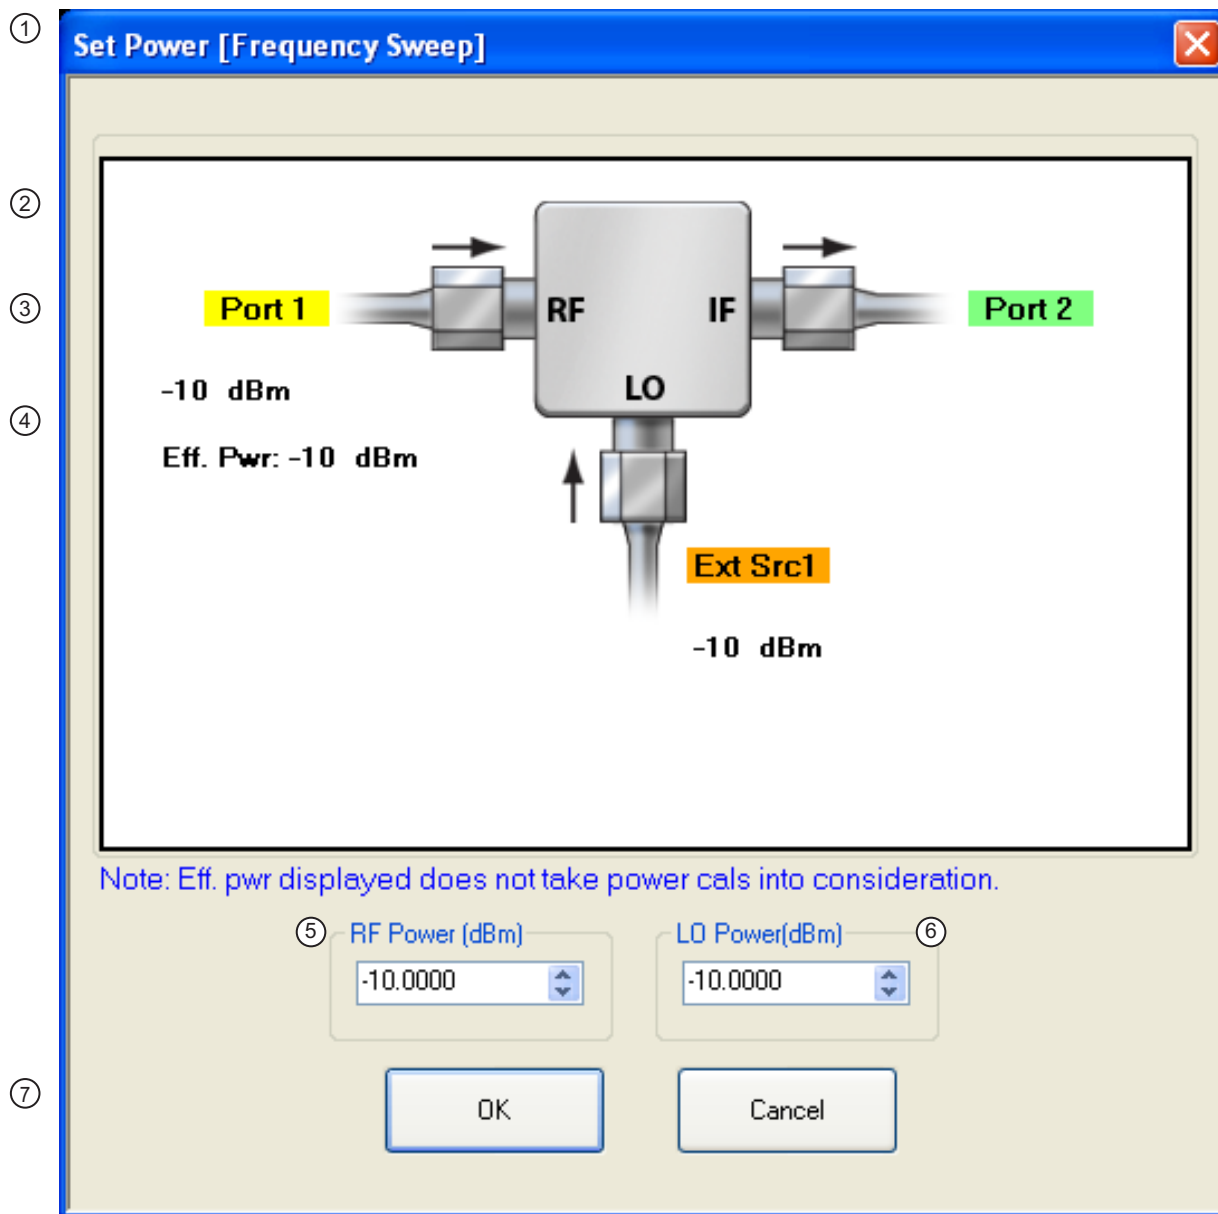 ①
Set Power [Frequency Sweep]
②
③
Port 1
RF
IF
Port 2
-10 dBm
LO
④
Eff. Pwr: -10 dBm
Ext Src1
-10 dBm
Note: Eff. pwr displayed does not take power cals into consideration.
⑤ RF Power (dBm)
LO Power(dBm) ⑥
-10.0000
-10.0000
⑦
OK
Cancel